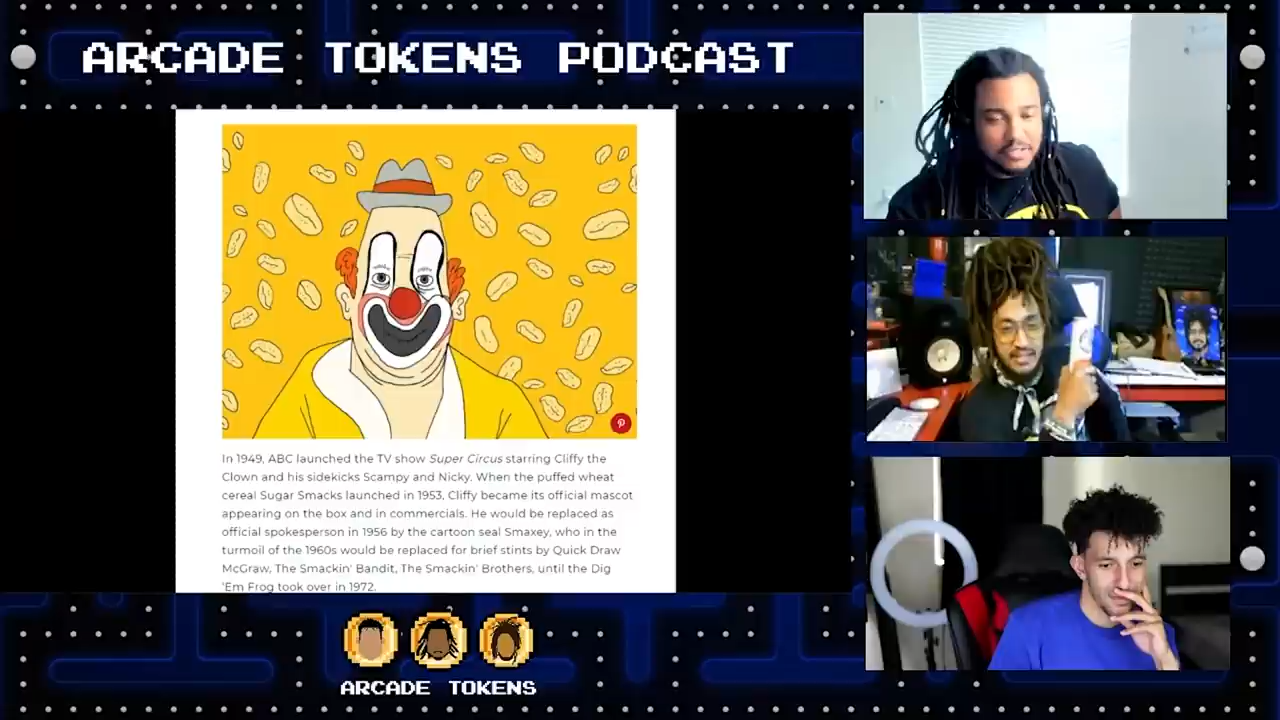 ARCADE TOKENS PODCAST
In 1949, ABC launched the TV show Super Circus starring Cliffy the
Clown and his sidekicks Scampy and Nicky. When the puffed wheat
cereal Sugar Smacks launched in 1953, Cliffy became its official mascot
appearing on the box and in commercials. He would be replaced as
official spokesperson in 1956 by the cartoon seal Smaxey, who in the
turmoil of the 1960s would be replaced for brief stints by Quick Draw
McGraw, The Smackin' Bandit, The Smackin' Brothers, until the Dig
'Em Frog took over in 1972.
ARCADE TOKENS